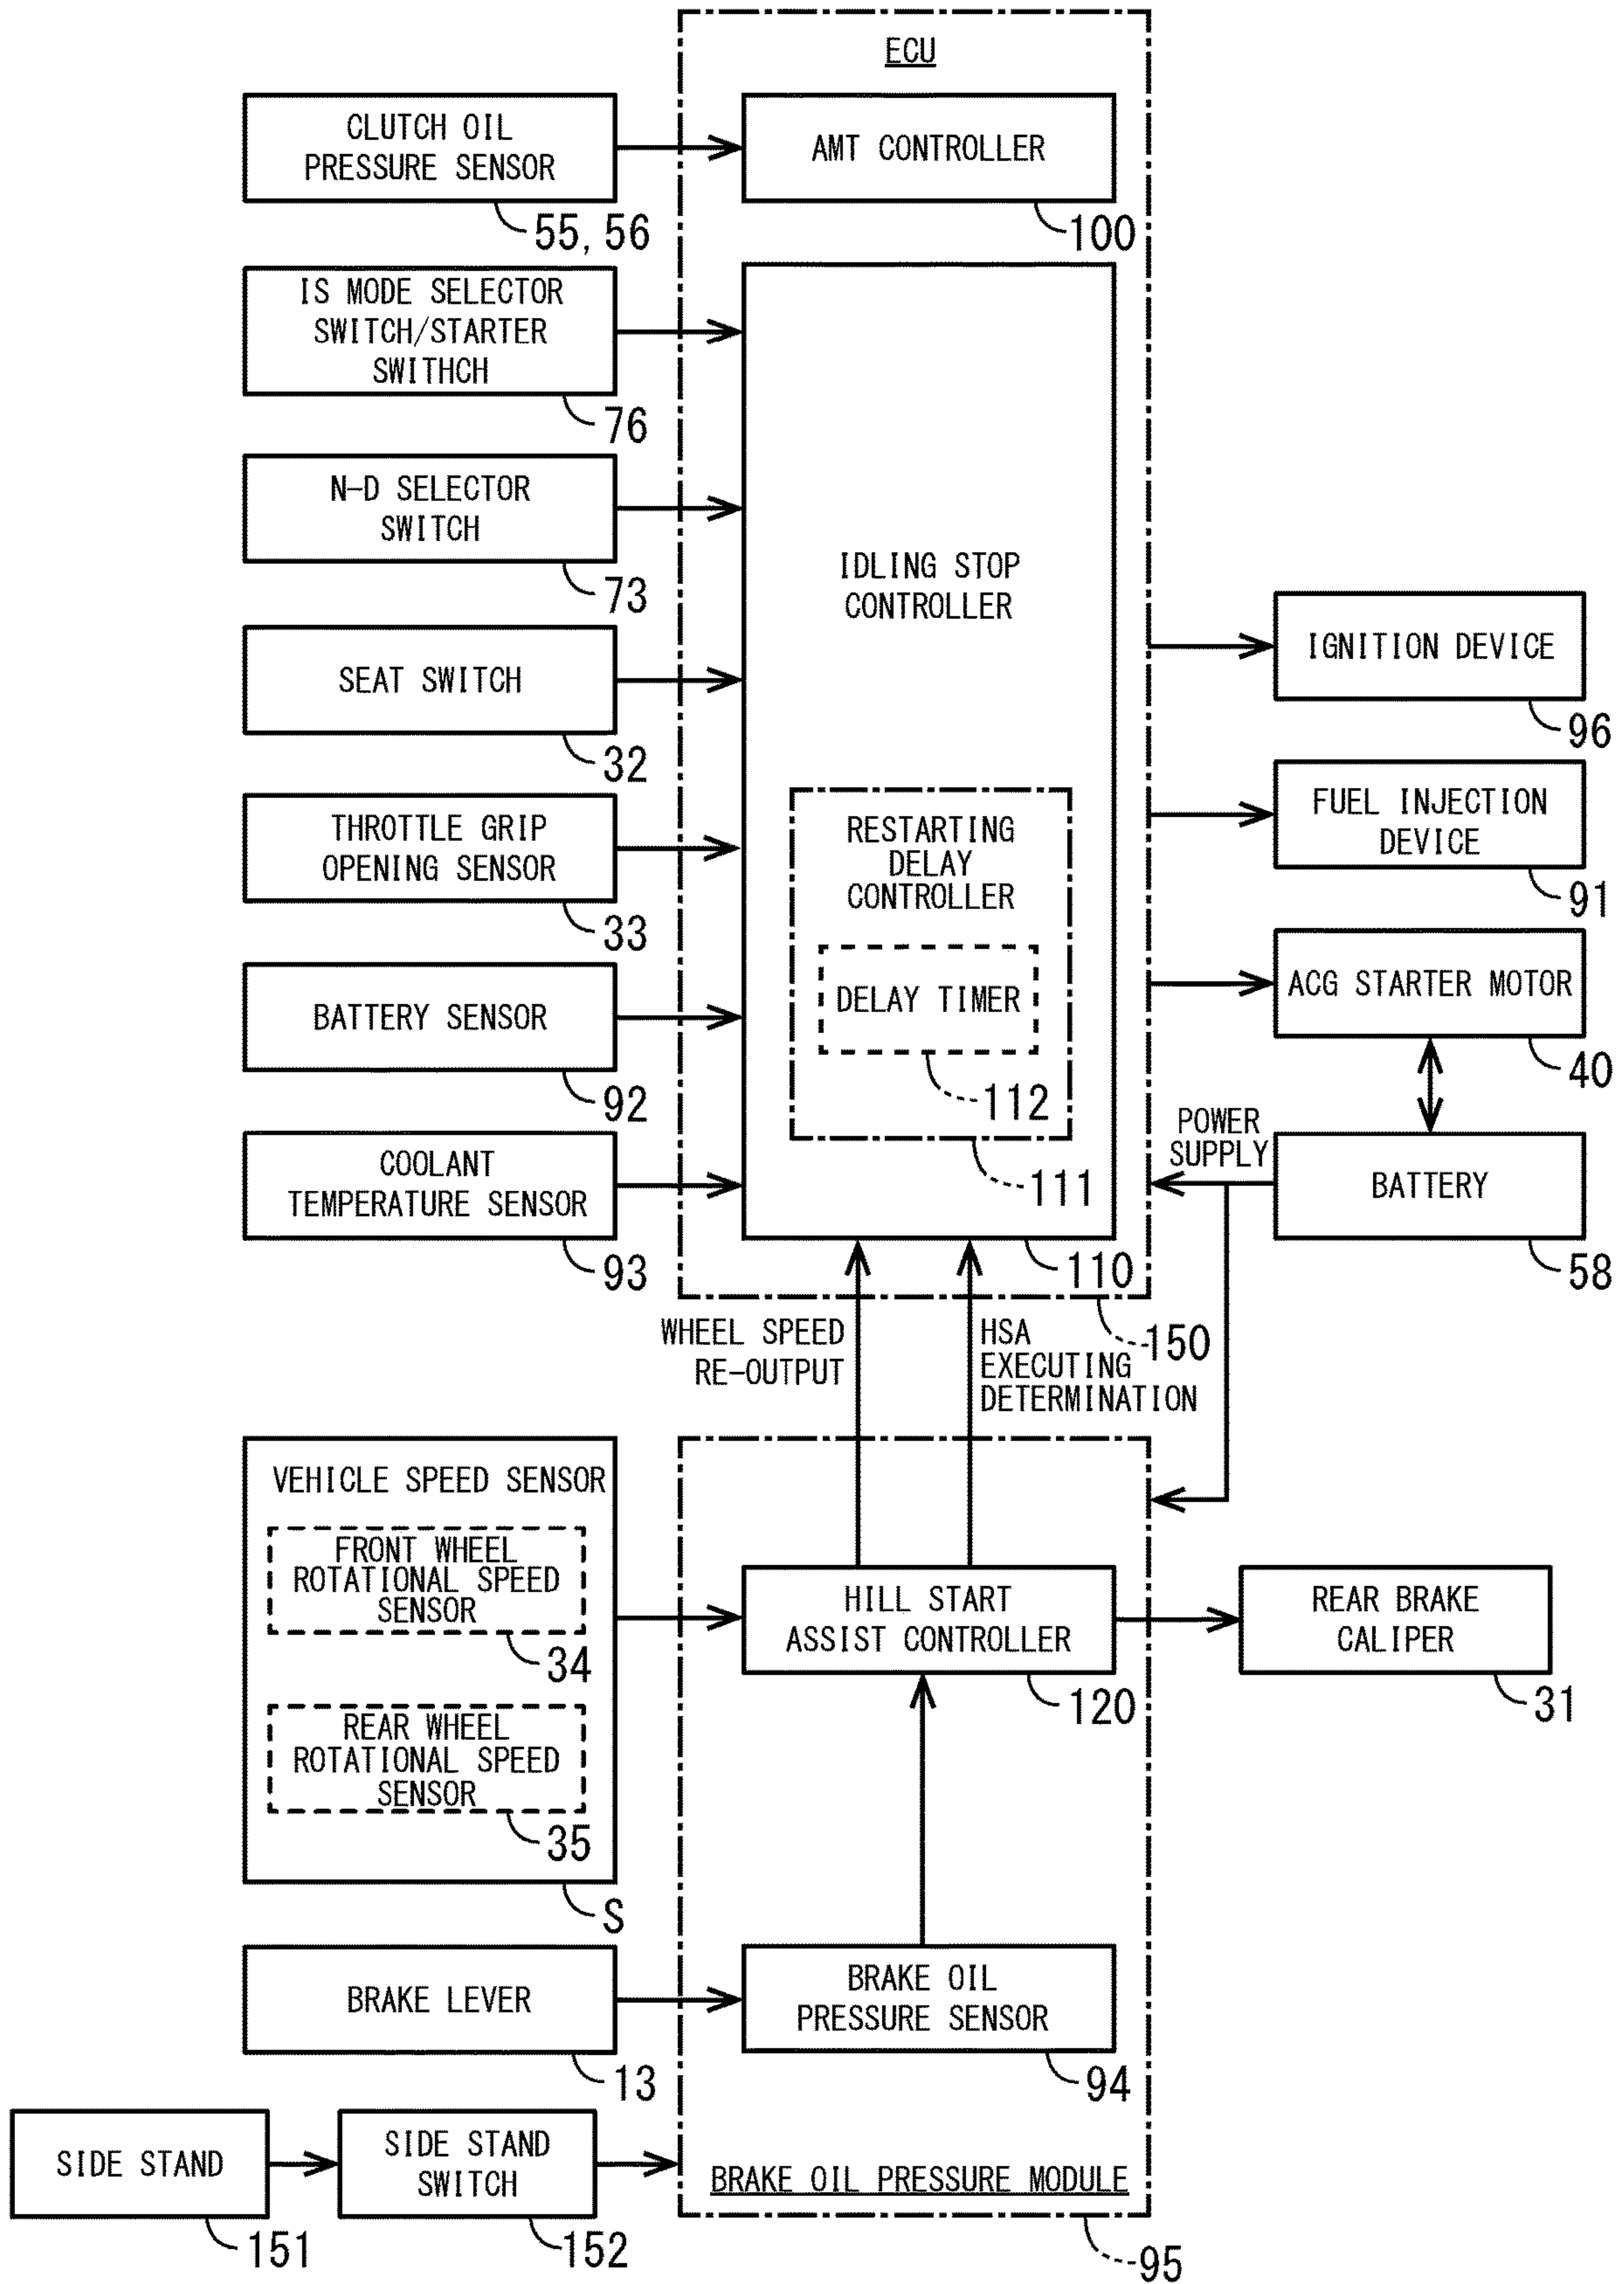 ECU
CLUTCH OIL
PRESSURE SENSOR
55, 56
AMT CONTROLLER
100
IS MODE SELECTOR
SWITCH/STARTER
SWITHCH
76
N-D SELECTOR
SWITCH
73
SEAT SWITCH
32
THROTTLE GRIP
OPENING SENSOR
33
BATTERY SENSOR
92
COOLANT
TEMPERATURE SENSOR
93
IDLING STOP
CONTROLLER
RESTARTING
DELAY
CONTROLLER
DELAY TIMER
112
111
110
150
IGNITION DEVICE
96
FUEL INJECTION
DEVICE
91
ACG STARTER MOTOR
40
POWER
SUPPLY
BATTERY
58
WHEEL SPEED
RE-OUTPUT
HSA
EXECUTING
DETERMINATION
VEHICLE SPEED SENSOR
FRONT WHEEL
ROTATIONAL SPEED
SENSOR
34
REAR WHEEL
ROTATIONAL SPEED
SENSOR
35
S
HILL START
ASSIST CONTROLLER
120
REAR BRAKE
CALIPER
31
BRAKE LEVER
13
BRAKE OIL
PRESSURE SENSOR
94
SIDE STAND
151
SIDE STAND
SWITCH
152
BRAKE OIL PRESSURE MODULE
95